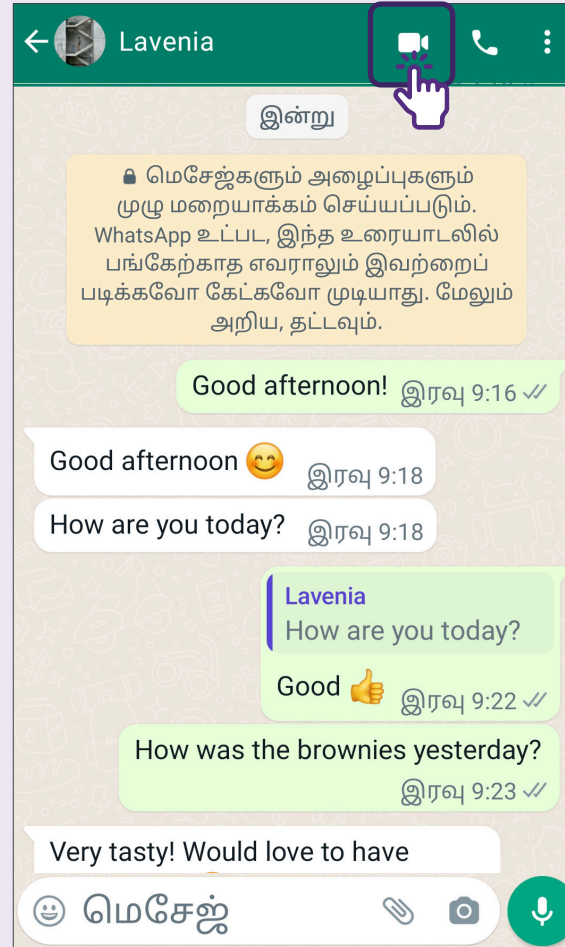 Lavenia
இன்று
மெசேஜ்களும் அழைப்புகளும்
முழு மறையாக்கம் செய்யப்படும்.
WhatsApp உட்பட, இந்த உரையாடலில்
பங்கேற்காத எவராலும் இவற்றைப்
படிக்கவோ கேட்கவோ முடியாது. மேலும்
அறிய, தட்டவும்.
Good afternoon! இரவு 9:16
Good afternoon 😊 இரவு 9:18
How are you today? இரவு 9:18
Lavenia
How are you today?
Good 👍 இரவு 9:22
How was the brownies yesterday?
இரவு 9:23
Very tasty! Would love to have
மெசேஜ்